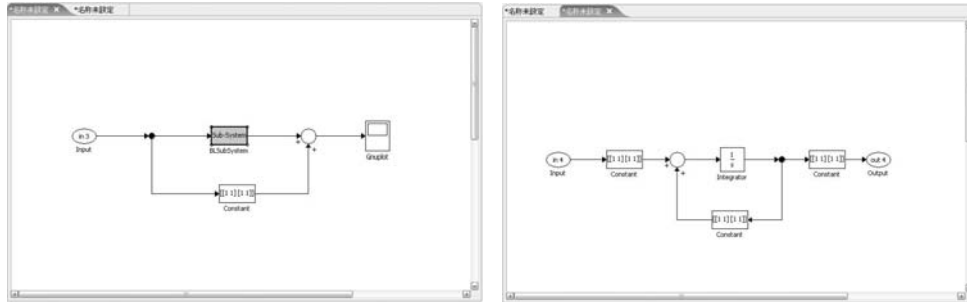 *名称未設定 *名称未設定
in 3
Input
Sub-System
BLSubSystem
+
+
Gnuplot
[[1 1][1 1]]
Constant
*名称未設定 *名称未設定
in 4
Input
[[1 1][1 1]]
Constant
+
+
1
s
Integrator
[[1 1][1 1]]
Constant
out 4
Output
[[1 1][1 1]]
Constant